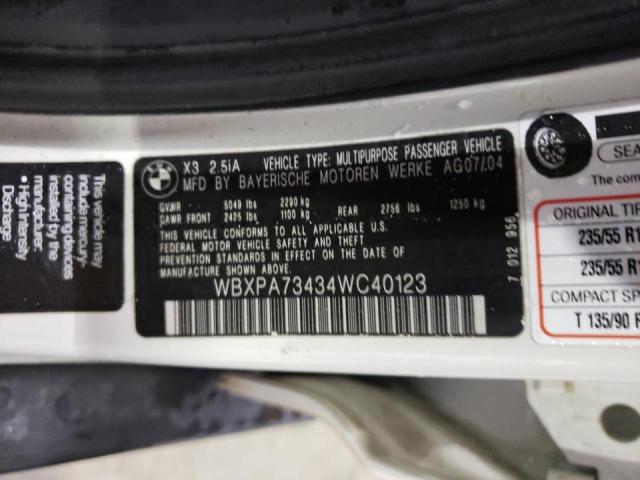 The vehicle may
include mercury-
containing devices
installed by the
manufacturer:
• High Intensity
Discharge
BMW
X3 2.5iA VEHICLE TYPE: MULTIPURPOSE PASSENGER VEHICLE
MFD BY BAYERISCHE MOTOREN WERKE AG07/04
GVWR 5049 lbs 2290 kg
GAWR FRONT 2425 lbs 1100 kg REAR 2756 lbs 1250 kg
THIS VEHICLE CONFORMS TO ALL APPLICABLE U.S.
FEDERAL MOTOR VEHICLE SAFETY AND THEFT
PREVENTION STANDARDS IN EFFECT ON THE DATE OF
MANUFACTURE SHOWN ABOVE.
WBXPA73434WC40123
7 012 956
SEA
The com
ORIGINAL TIR
235/55 R1
235/55 R1
COMPACT SP
T 135/90 R